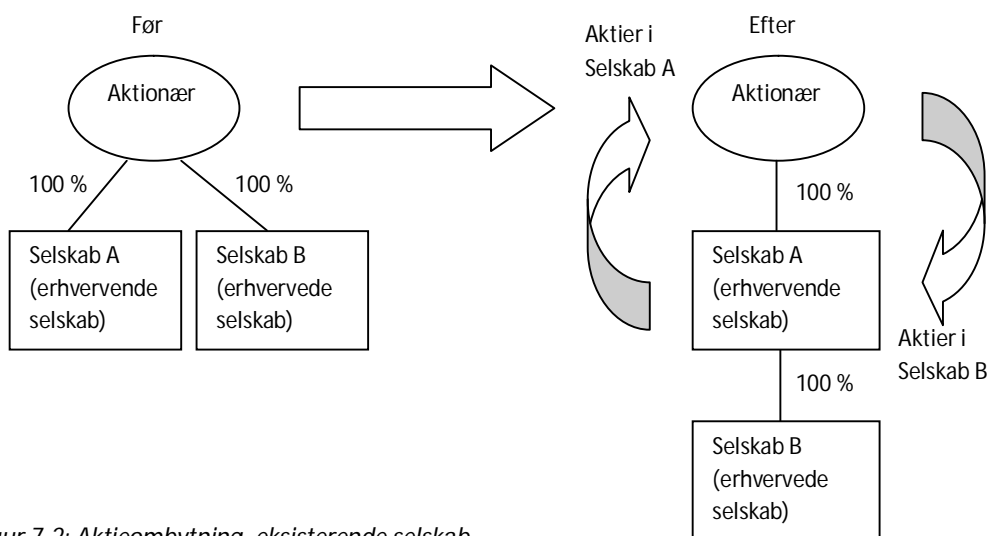 Før
Aktionær
100 %
100 %
Selskab A
(erhvervende
selskab)
Selskab B
(erhvervede
selskab)
Efter
Aktier i
Selskab A
Aktionær
100 %
Selskab A
(erhvervende
selskab)
Aktier i
Selskab B
100 %
Selskab B
(erhvervede
selskab)
7.2: Aktieombytning, eksisterende selskab